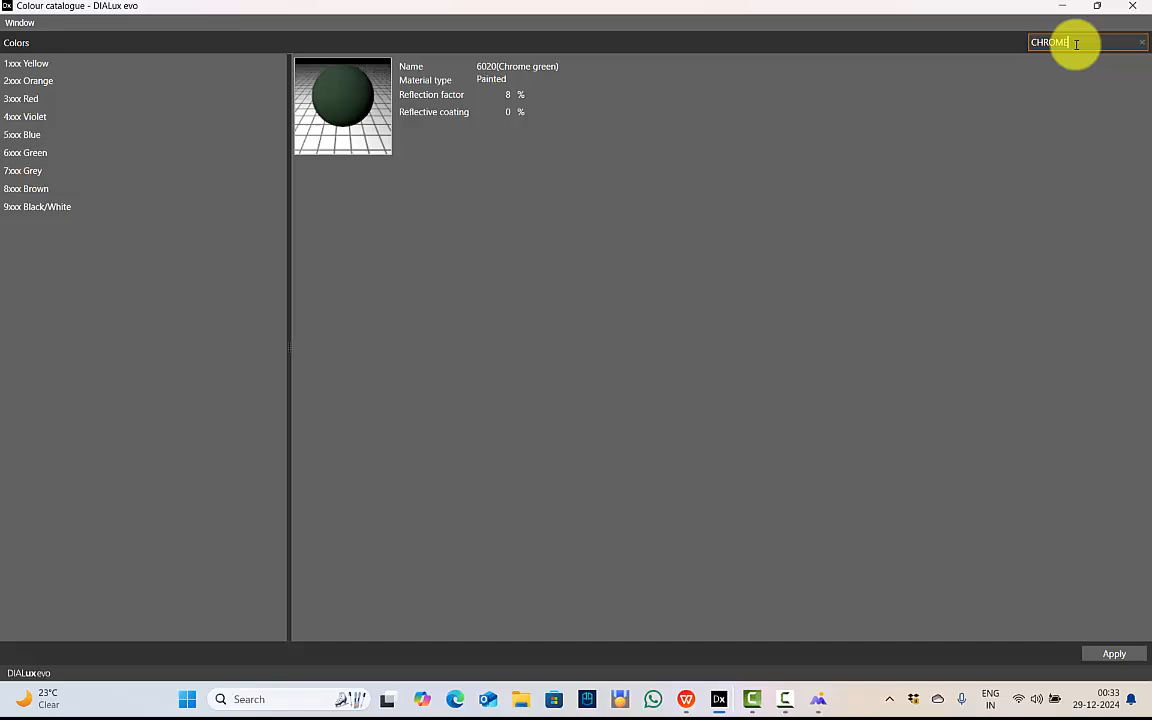 Dx Colour catalogue - DIALux evo
Window
Colors
CHROME
1xxx Yellow
2xxx Orange
3xxx Red
4xxx Violet
5xxx Blue
6xxx Green
7xxx Grey
8xxx Brown
9xxx Black/White
Name 6020(Chrome green)
Material type Painted
Reflection factor 8 %
Reflective coating 0 %
Apply
DIALux evo
23°C
Clear
Search
Dx
ENG
IN
00:33
29-12-2024